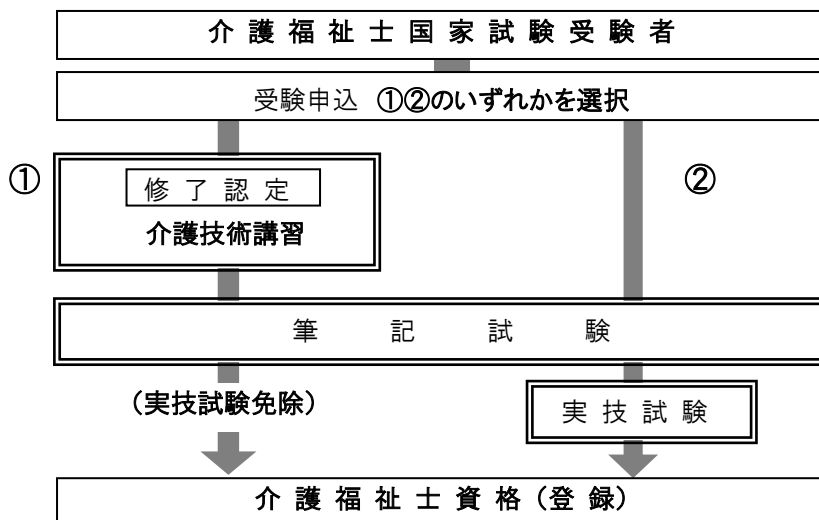 介護福祉士国家試験受験者
受験申込 ①②のいずれかを選択
①
修了認定
介護技術講習
②
筆記試験
（実技試験免除）
実技試験
介護福祉士資格（登録）